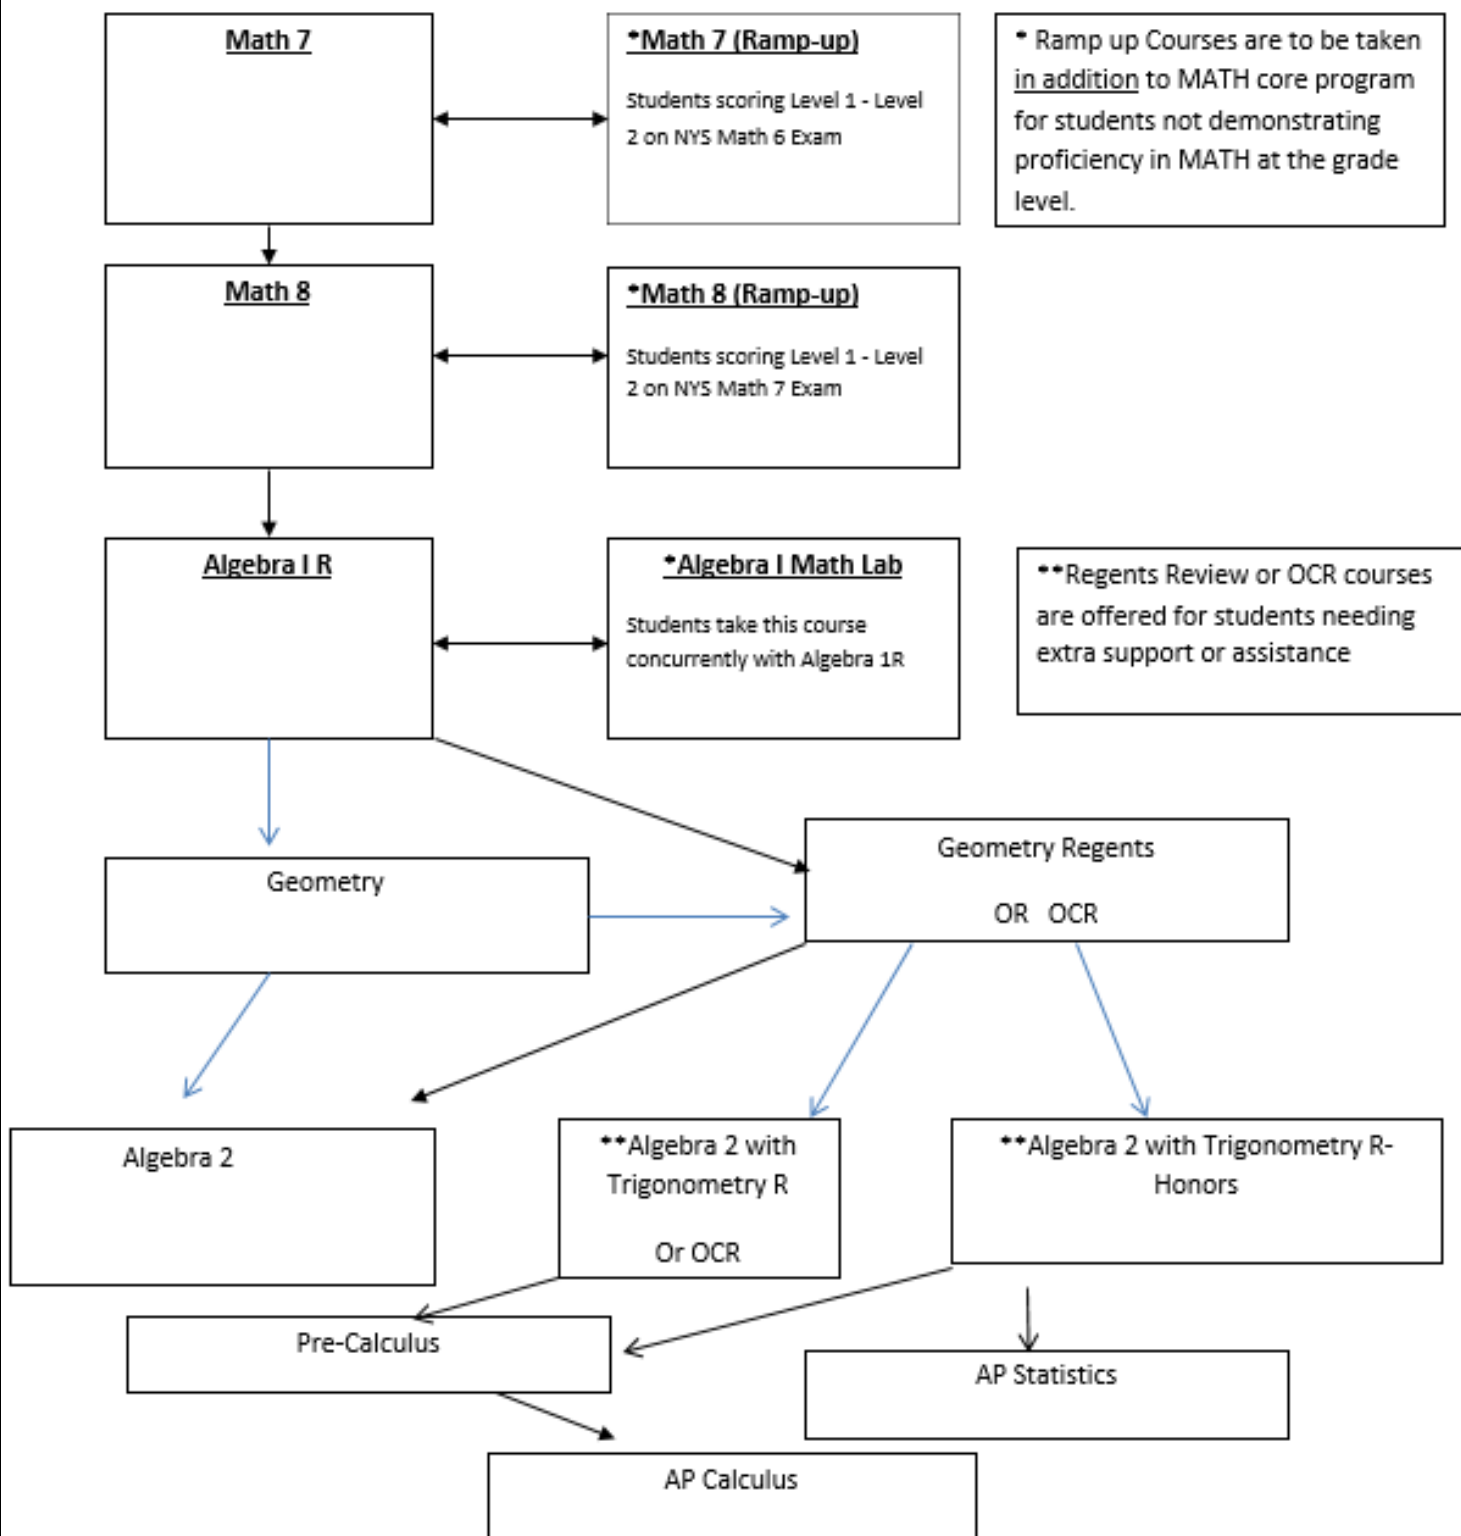 Math 7
*Math 7 (Ramp-up)
Students scoring Level 1 - Level
2 on NYS Math 6 Exam
* Ramp up Courses are to be taken
in addition to MATH core program
for students not demonstrating
proficiency in MATH at the grade
level.
Math 8
*Math 8 (Ramp-up)
Students scoring Level 1 - Level
2 on NYS Math 7 Exam
Algebra I R
*Algebra I Math Lab
Students take this course
concurrently with Algebra 1R
**Regents Review or OCR courses
are offered for students needing
extra support or assistance
Geometry
Geometry Regents
OR OCR
Algebra 2
**Algebra 2 with
Trigonometry R
Or OCR
**Algebra 2 with Trigonometry R-
Honors
Pre-Calculus
AP Statistics
AP Calculus